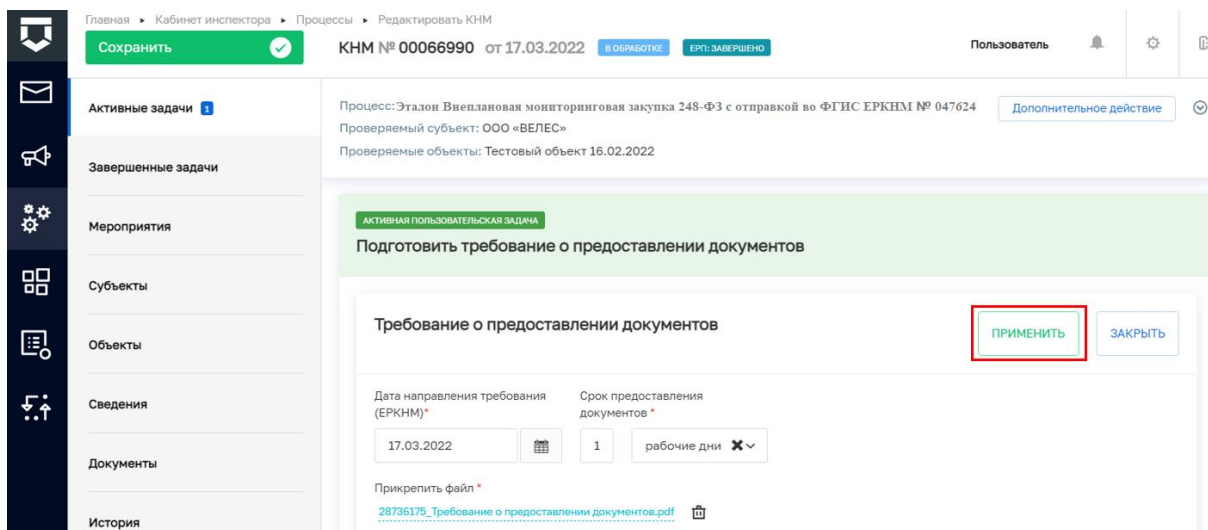 Главная ▸ Кабинет инспектора ▸ Процессы ▸ Редактировать КНМ
Сохранить
КНМ № 00066990 от 17.03.2022 В ОБРАБОТКЕ ЕРП: ЗАВЕРШЕНО
Пользователь
Активные задачи 1
Завершенные задачи
Мероприятия
Субъекты
Объекты
Сведения
Документы
История
Процесс: Эталон Внеплановая мониторинговая закупка 248-ФЗ с отправкой во ФГИС ЕРКНМ № 047624
Дополнительное действие
Проверяемый субъект: ООО «ВЕЛЕС»
Проверяемые объекты: Тестовый объект 16.02.2022
АКТИВНАЯ ПОЛЬЗОВАТЕЛЬСКАЯ ЗАДАЧА
Подготовить требование о предоставлении документов
Требование о предоставлении документов
ПРИМЕНИТЬ
ЗАКРЫТЬ
Дата направления требования
(ЕРКНМ)*
Срок предоставления
документов *
17.03.2022
1
рабочие дни
Прикрепить файл *
28736175_Требование о предоставлении документов.pdf